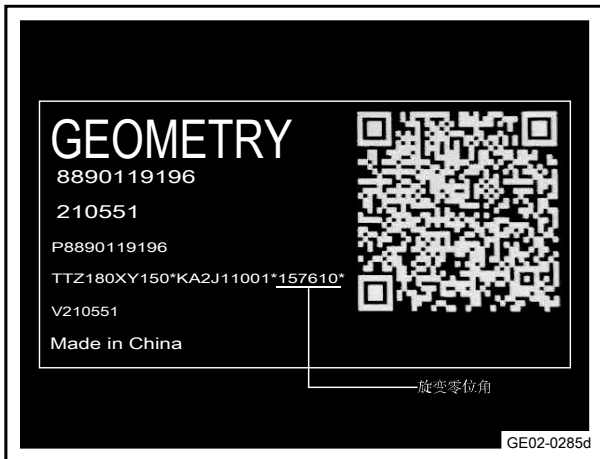 GEOMETRY
8890119196
210551
P8890119196
TTZ180XY150*KA2J11001*157610*
V210551
Made in China
旋变零位角
GE02-0285d